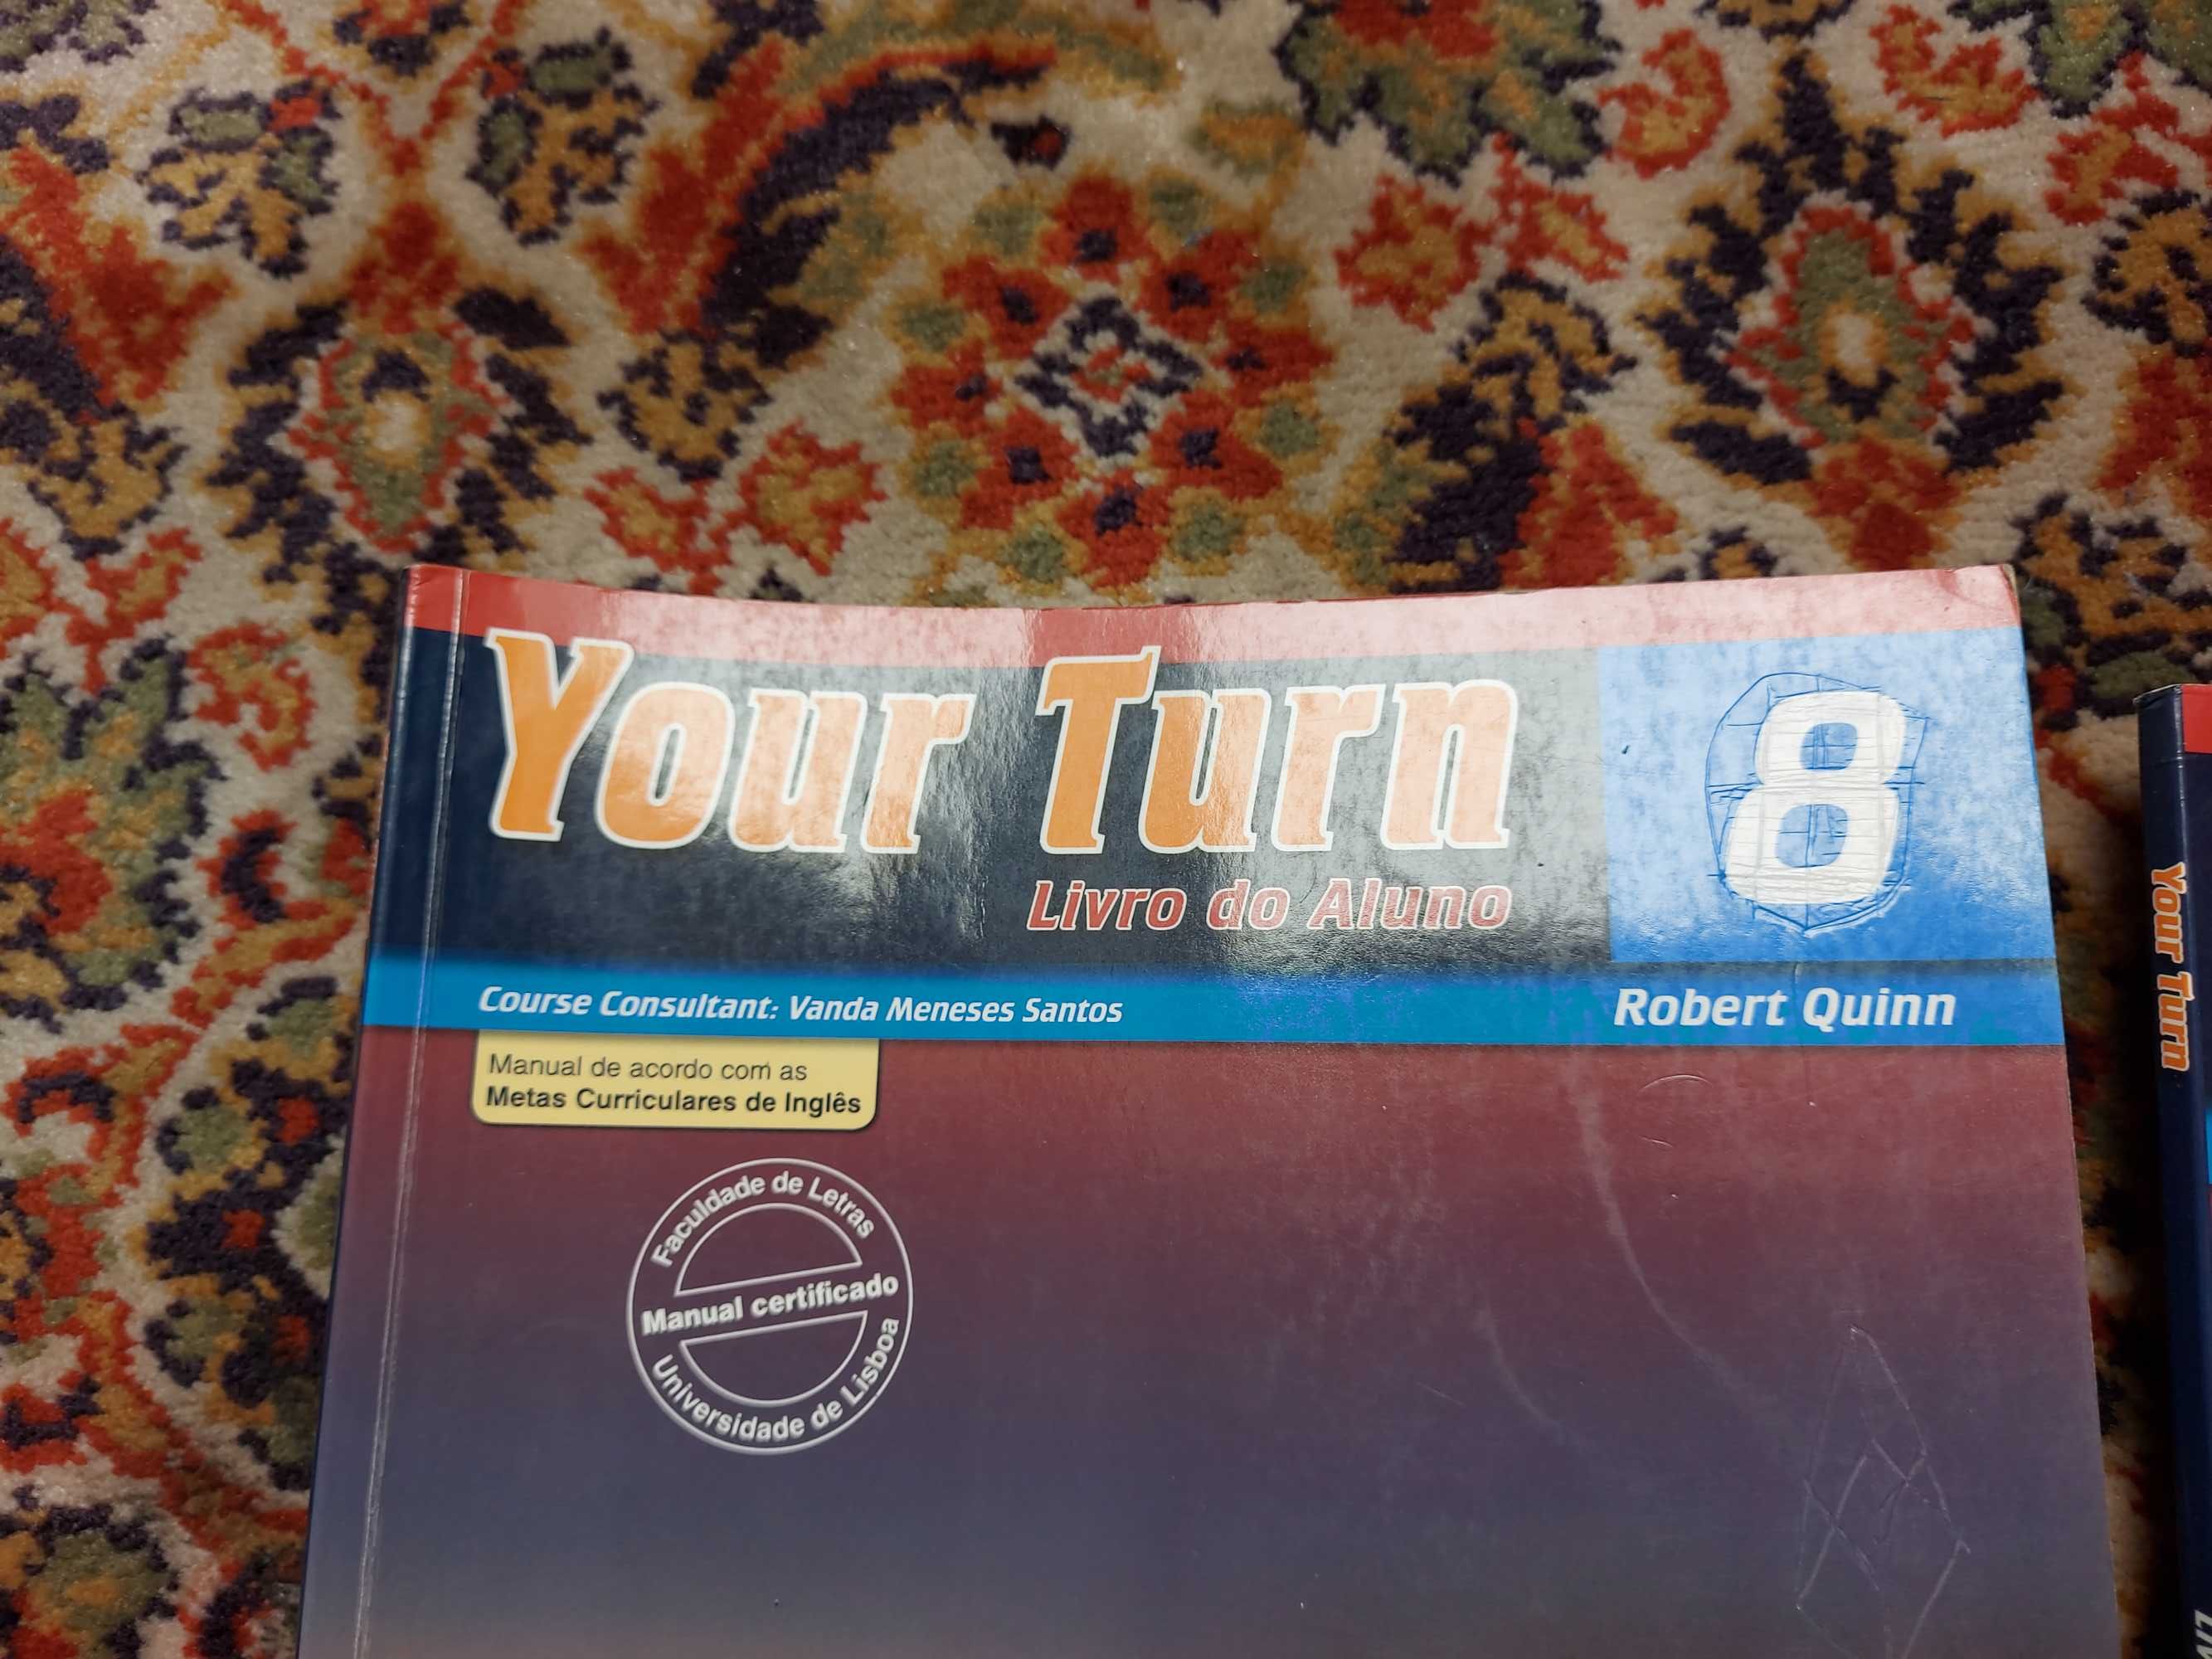 Your Turn
8
Livro do Aluno
Course Consultant: Vanda Meneses Santos
Robert Quinn
Manual de acordo com as
Metas Curriculares de Inglês
Faculdade de Letras
Manual certificado
Universidade de Lisboa
Your Turn